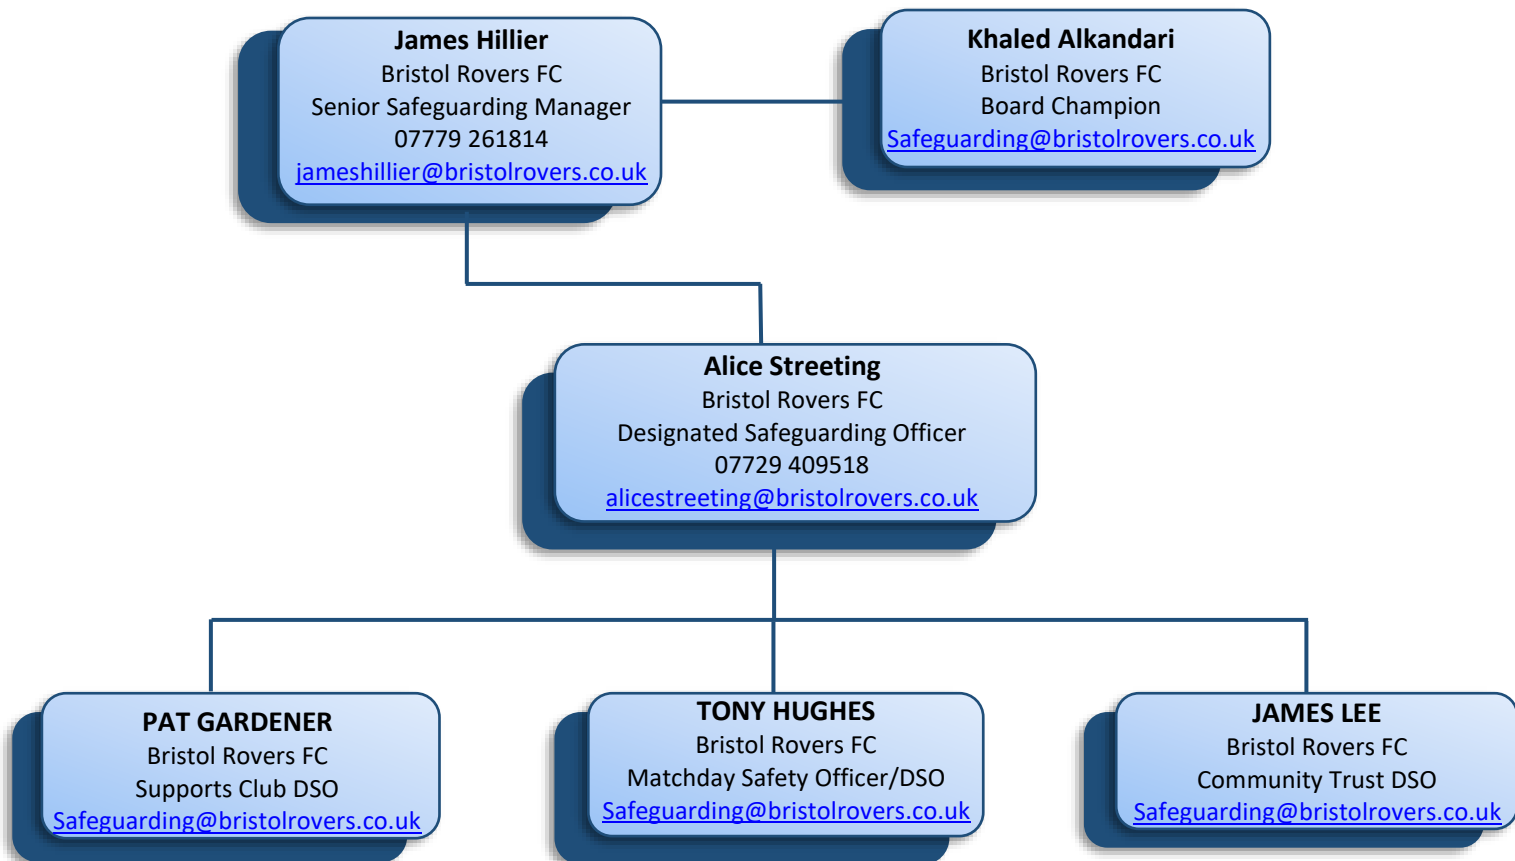 James Hillier
Bristol Rovers FC
Senior Safeguarding Manager
07779 261814
jameshillier@bristolrovers.co.uk
Khaled Alkandari
Bristol Rovers FC
Board Champion
Safeguarding@bristolrovers.co.uk
Alice Streeting
Bristol Rovers FC
Designated Safeguarding Officer
07729 409518
alicestreeting@bristolrovers.co.uk
PAT GARDENER
Bristol Rovers FC
Supports Club DSO
Safeguarding@bristolrovers.co.uk
TONY HUGHES
Bristol Rovers FC
Matchday Safety Officer/DSO
Safeguarding@bristolrovers.co.uk
JAMES LEE
Bristol Rovers FC
Community Trust DSO
Safeguarding@bristolrovers.co.uk